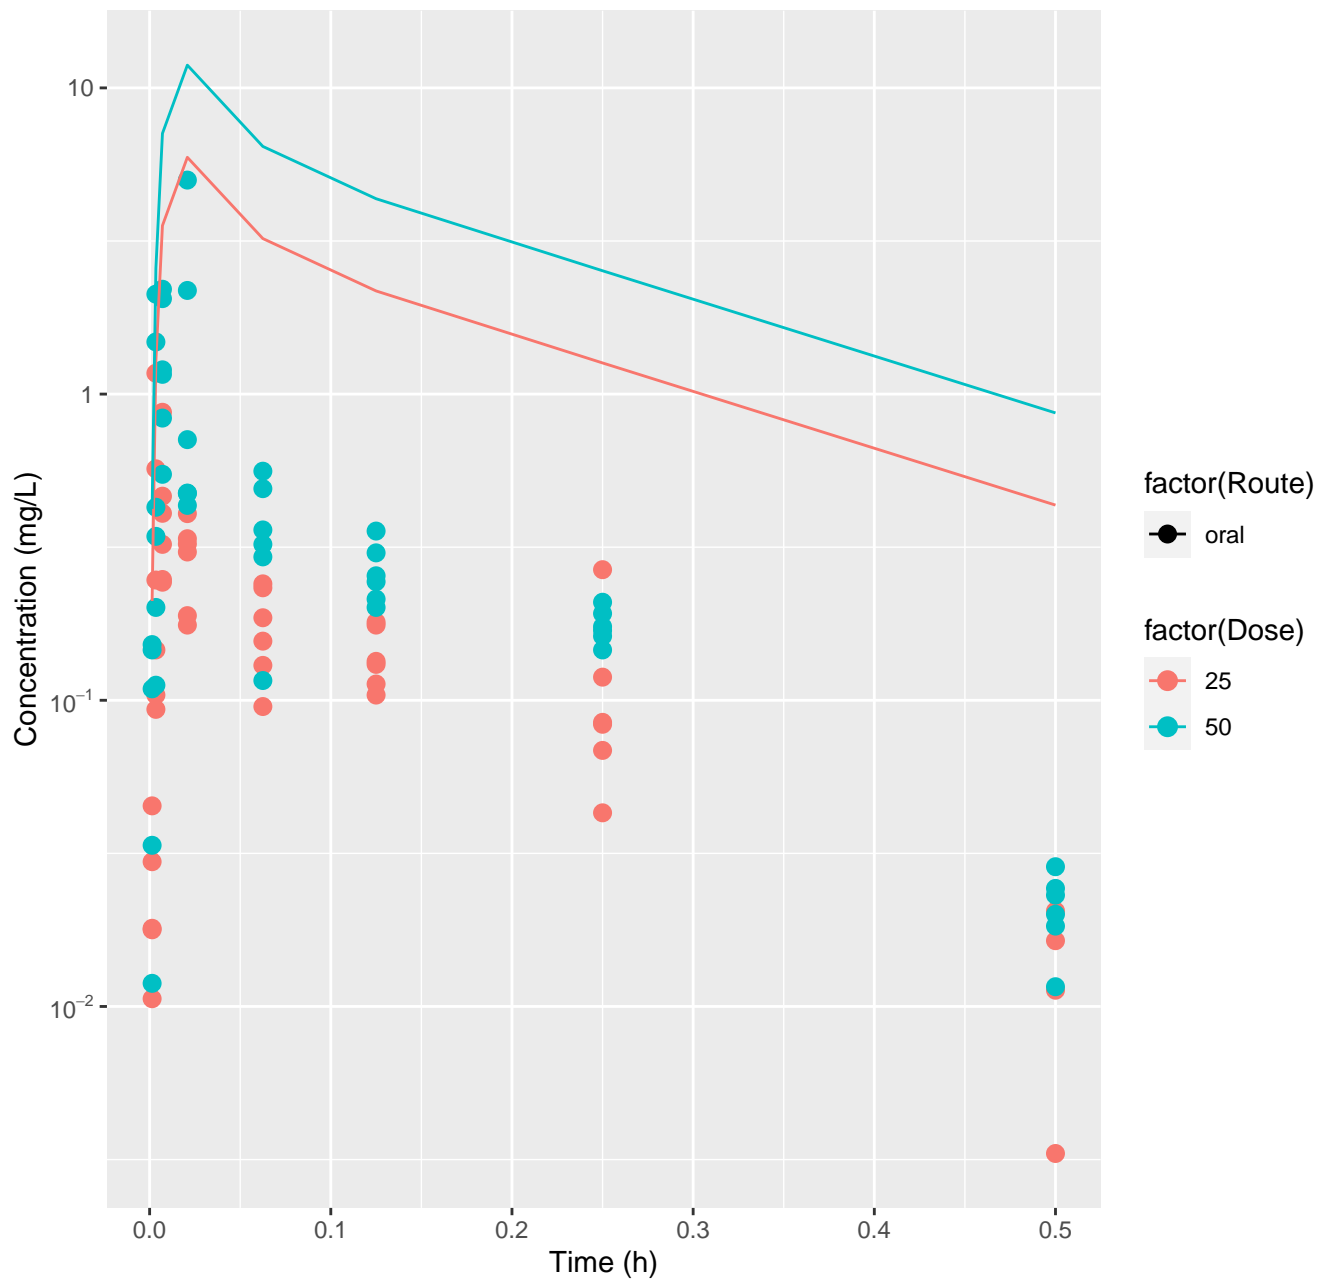 Concentration (mg/L)
10
1
10⁻¹
10⁻²
0.0
0.1
0.2
0.3
0.4
0.5
Time (h)
factor(Route)
oral
factor(Dose)
25
50